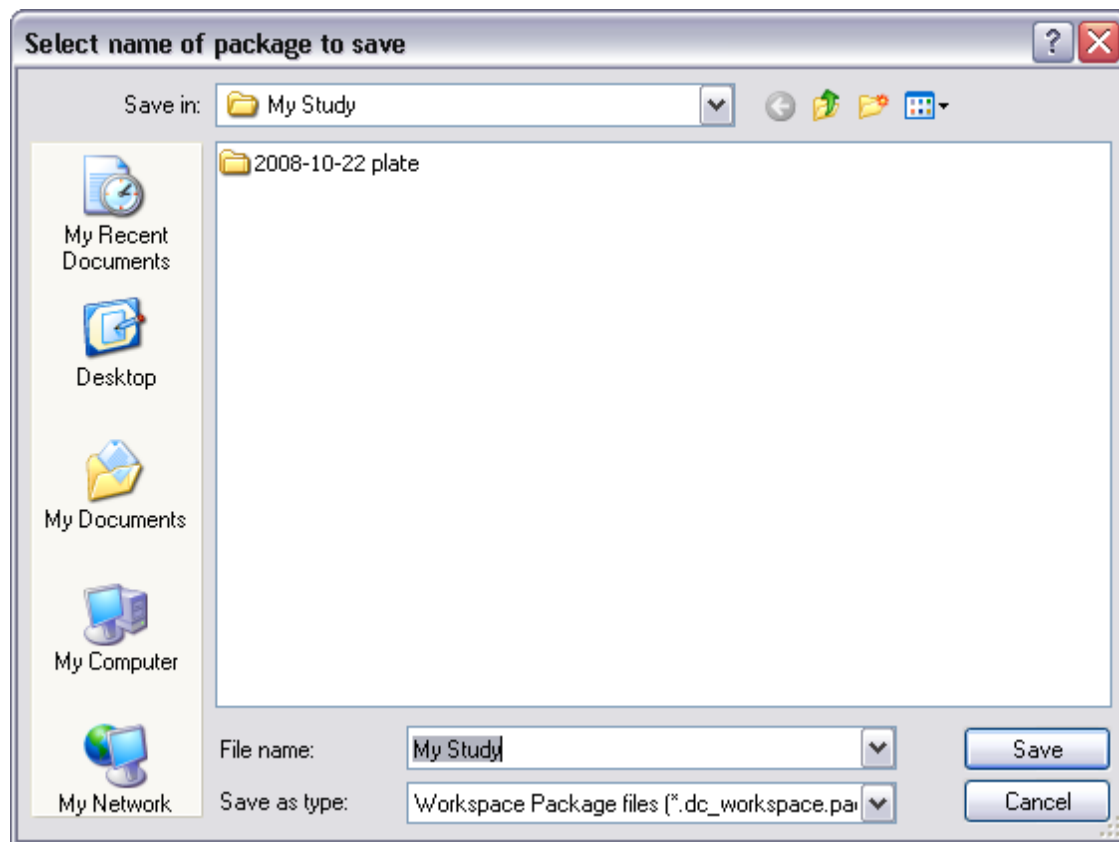 Select name of package to save
Save in:
My Study
2008-10-22 plate
My Recent
Documents
Desktop
My Documents
My Computer
My Network
File name:
My Study
Save
Save as type:
Workspace Package files (*.dc_workspace.pa
Cancel